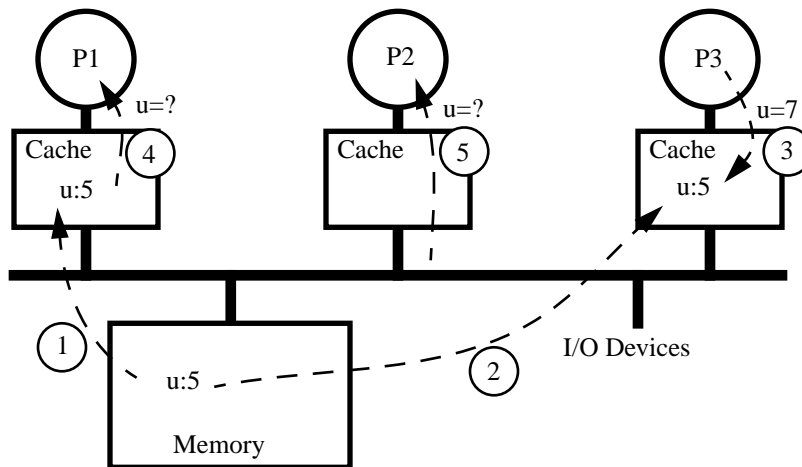 P1
P2
P3
u=?
u=?
u=7
Cache
4
Cache
5
Cache
3
u:5
u:5
1
2
I/O Devices
u:5
Memory